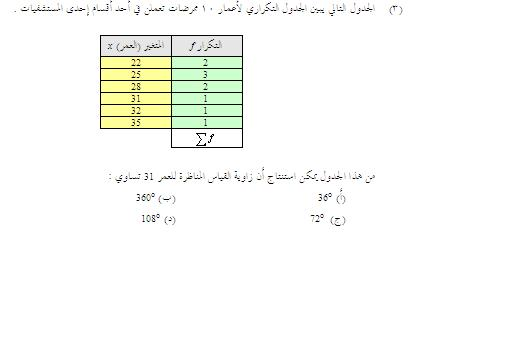 (٣) الجدول التالي يبين الجدول التكراري لأعمار ١٠ ممرضات تعملن في أحد أقسام إحدى المستشفيات .
المتغير (العمر) x التكرار f
22 2
25 3
28 2
31 1
32 1
35 1
∑f
من هذا الجدول يمكن استنتاج أن زاوية القياس المناظرة للعمر 31 تساوي :
(أ) 36° (ب) 360°
(ج) 72° (د) 108°